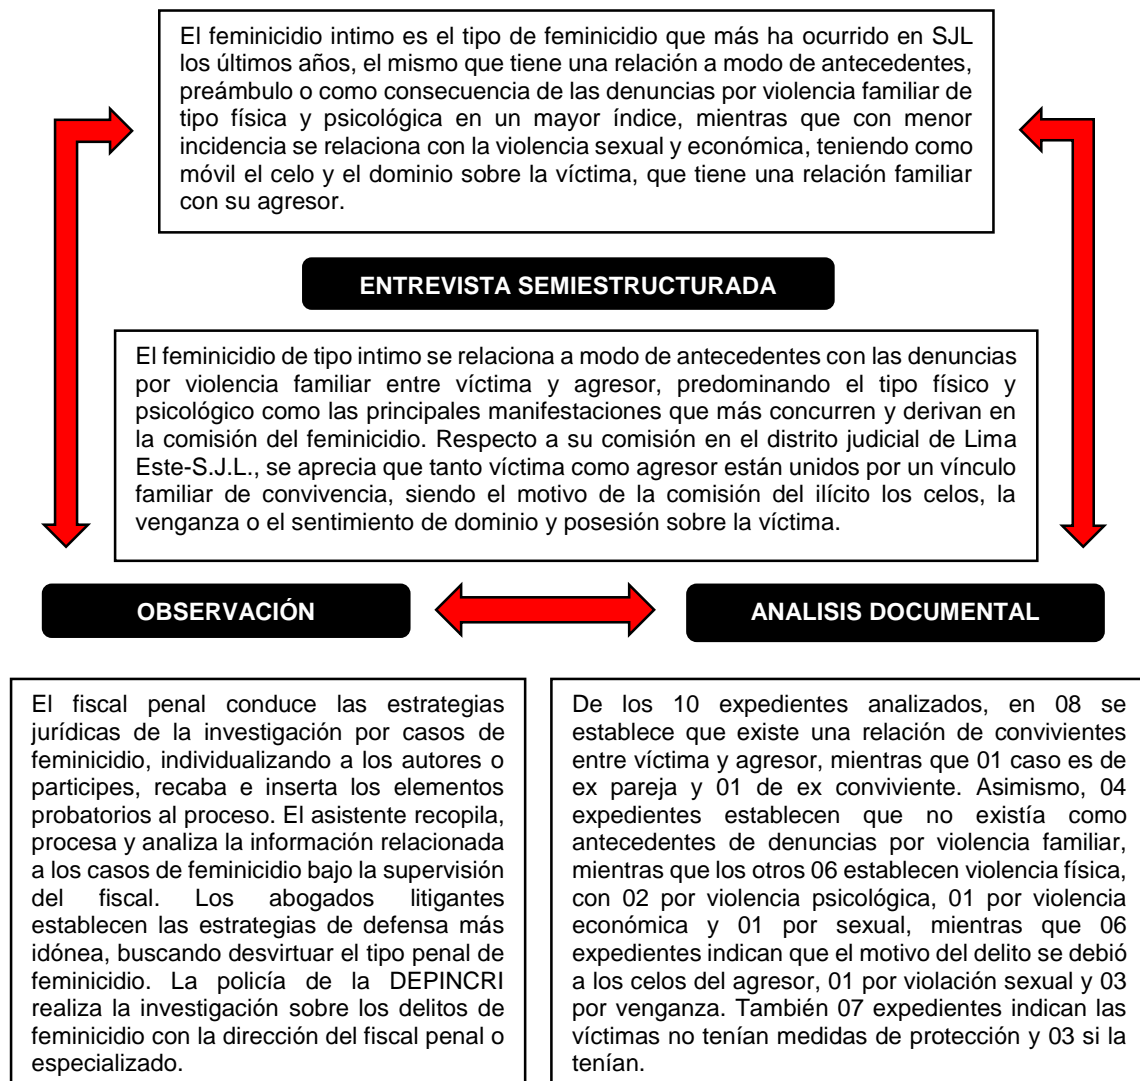 El feminicidio intimo es el tipo de feminicidio que más ha ocurrido en SJL
los últimos años, el mismo que tiene una relación a modo de antecedentes,
preámbulo o como consecuencia de las denuncias por violencia familiar de
tipo física y psicológica en un mayor índice, mientras que con menor
incidencia se relaciona con la violencia sexual y económica, teniendo como
móvil el celo y el dominio sobre la víctima, que tiene una relación familiar
con su agresor.
ENTREVISTA SEMIESTRUCTURADA
El feminicidio de tipo intimo se relaciona a modo de antecedentes con las denuncias
por violencia familiar entre víctima y agresor, predominando el tipo físico y
psicológico como las principales manifestaciones que más concurren y derivan en
la comisión del feminicidio. Respecto a su comisión en el distrito judicial de Lima
Este-S.J.L., se aprecia que tanto víctima como agresor están unidos por un vínculo
familiar de convivencia, siendo el motivo de la comisión del ilícito los celos, la
venganza o el sentimiento de dominio y posesión sobre la víctima.
OBSERVACIÓN
ANALISIS DOCUMENTAL
El fiscal penal conduce las estrategias
jurídicas de la investigación por casos de
feminicidio, individualizando a los autores o
participes, recaba e inserta los elementos
probatorios al proceso. El asistente recopila,
procesa y analiza la información relacionada
a los casos de feminicidio bajo la supervisión
del fiscal. Los abogados litigantes
establecen las estrategias de defensa más
idónea, buscando desvirtuar el tipo penal de
feminicidio. La policía de la DEPINCRI
realiza la investigación sobre los delitos de
feminicidio con la dirección del fiscal penal o
especializado.
De los 10 expedientes analizados, en 08 se
establece que existe una relación de convivientes
entre víctima y agresor, mientras que 01 caso es de
ex pareja y 01 de ex conviviente. Asimismo, 04
expedientes establecen que no existía como
antecedentes de denuncias por violencia familiar,
mientras que los otros 06 establecen violencia física,
con 02 por violencia psicológica, 01 por violencia
económica y 01 por sexual, mientras que 06
expedientes indican que el motivo del delito se debió
a los celos del agresor, 01 por violación sexual y 03
por venganza. También 07 expedientes indican las
víctimas no tenían medidas de protección y 03 si la
tenían.